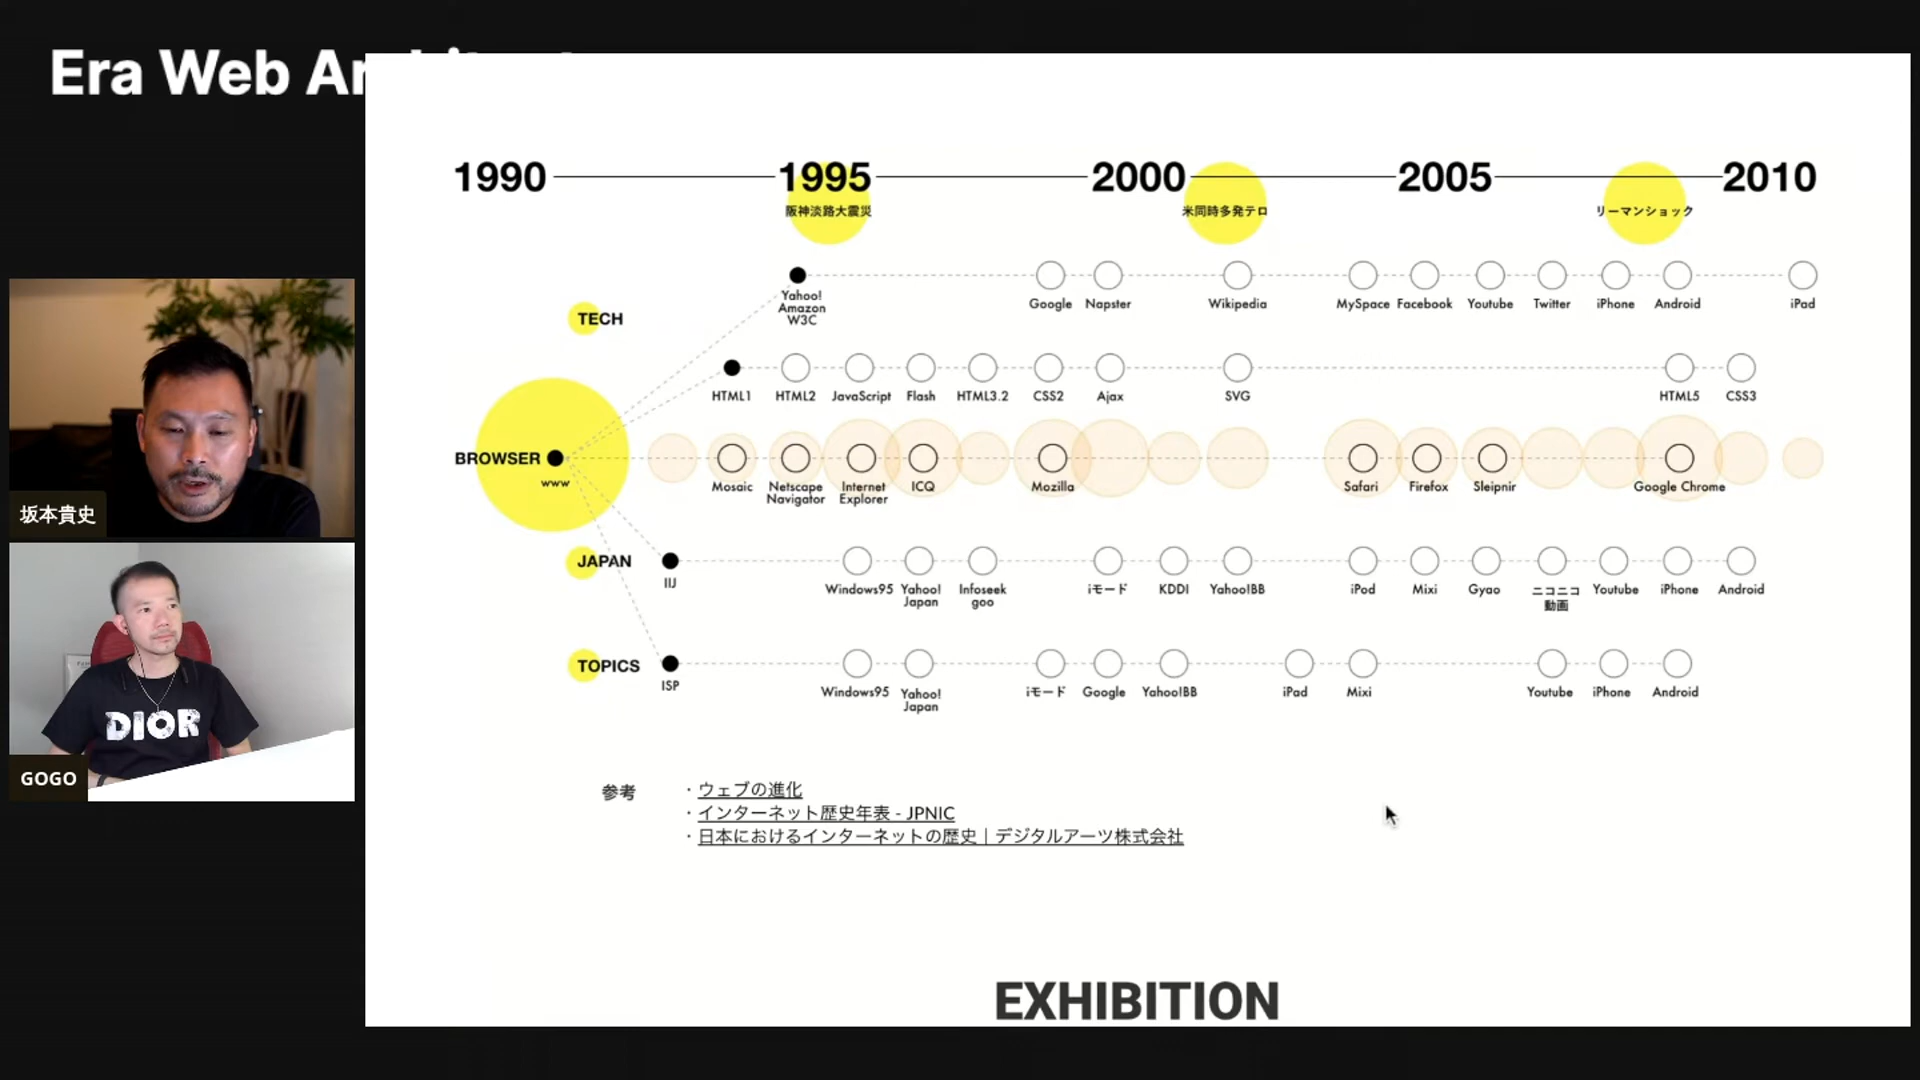 Era Web Ar
1990 1995 2000 2005 2010
阪神淡路大震災 米同時多発テロ リーマンショック
TECH
Yahoo!
Amazon
W3C
Google Napster Wikipedia MySpace Facebook Youtube Twitter iPhone Android iPad
HTML1 HTML2 JavaScript Flash HTML3.2 CSS2 Ajax SVG HTML5 CSS3
BROWSER
www
Mosaic
Netscape
Navigator
Internet
Explorer
ICQ Mozilla Safari Firefox Sleipnir Google Chrome
JAPAN
IIJ
Windows95
Yahoo!
Japan
Infoseek
goo
iモード KDDI Yahoo!BB iPod Mixi Gyao
ニコニコ
動画
Youtube iPhone Android
TOPICS
ISP
Windows95
Yahoo!
Japan
iモード Google Yahoo!BB iPad Mixi Youtube iPhone Android
坂本貴史
DIOR
GOGO
参考
・ウェブの進化
・インターネット歴史年表 - JPNIC
・日本におけるインターネットの歴史｜デジタルアーツ株式会社
EXHIBITION